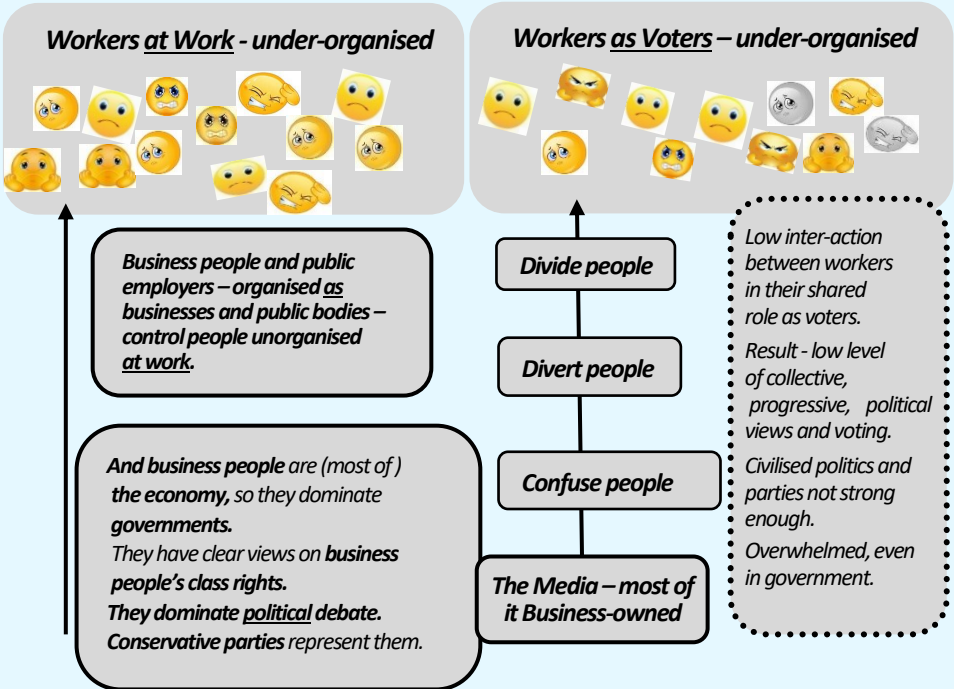 Workers at Work - under-organised
Workers as Voters – under-organised
Business people and public
employers – organised as
businesses and public bodies –
control people unorganised
at work.
And business people are (most of )
the economy, so they dominate
governments.
They have clear views on business
people's class rights.
They dominate political debate.
Conservative parties represent them.
Divide people
Divert people
Confuse people
The Media – most of
it Business-owned
Low inter-action
between workers
in their shared
role as voters.
Result - low level
of collective,
progressive, political
views and voting.
Civilised politics and
parties not strong
enough.
Overwhelmed, even
in government.